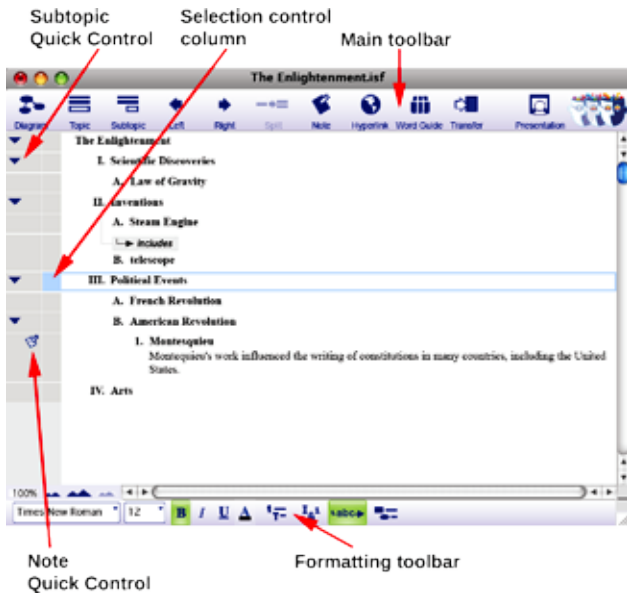 Subtopic
Quick Control
Selection control
column
Main toolbar
The Enlightenment.isf
Diagram Topic Subtopic Left Right Split Note Hyperlink Word Guide Transfer Presentation
The Enlightenment
I. Scientific Discoveries
A. Law of Gravity
II. Inventions
A. Steam Engine
includes
B. telescope
III. Political Events
A. French Revolution
B. American Revolution
1. Montesquieu
Montequieu's work influenced the writing of constitutions in many countries, including the United
States.
IV. Arts
100%
Times New Roman 12 B I U A abc
Note
Quick Control
Formatting toolbar